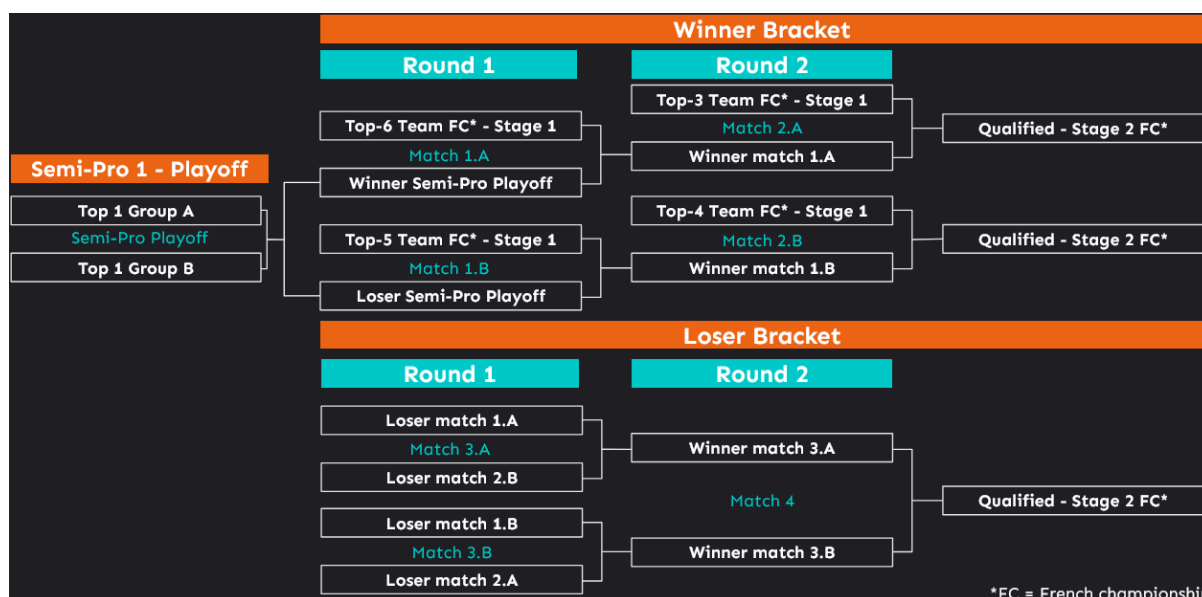 Winner Bracket
Round 1
Round 2
Top-3 Team FC* - Stage 1
Top-6 Team FC* - Stage 1
Match 2.A
Qualified - Stage 2 FC*
Match 1.A
Winner match 1.A
Semi-Pro 1 - Playoff
Winner Semi-Pro Playoff
Top 1 Group A
Top-4 Team FC* - Stage 1
Semi-Pro Playoff
Top-5 Team FC* - Stage 1
Match 2.B
Qualified - Stage 2 FC*
Top 1 Group B
Match 1.B
Winner match 1.B
Loser Semi-Pro Playoff
Loser Bracket
Round 1
Round 2
Loser match 1.A
Match 3.A
Winner match 3.A
Loser match 2.B
Match 4
Qualified - Stage 2 FC*
Loser match 1.B
Match 3.B
Winner match 3.B
Loser match 2.A
*FC = French championshi